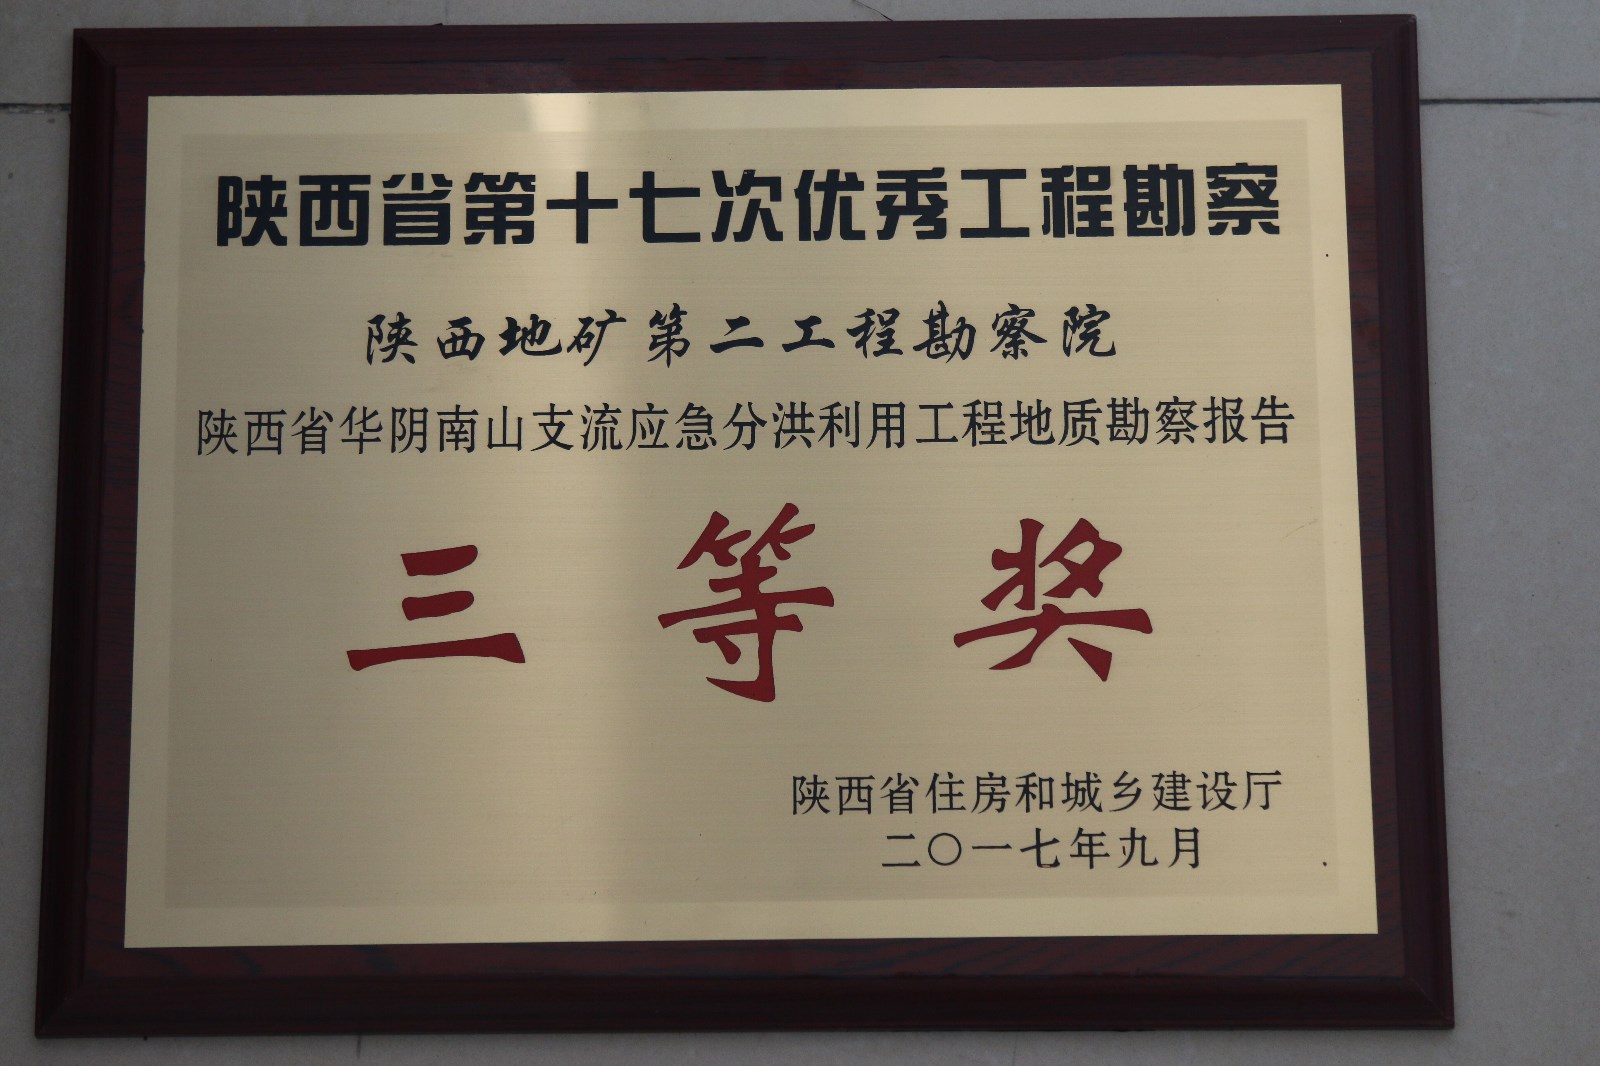 陕西省第十七次优秀工程勘察
陕西地矿第二工程勘察院
陕西省华阴南山支流应急分洪利用工程地质勘察报告
三等奖
陕西省住房和城乡建设厅
二〇一七年九月